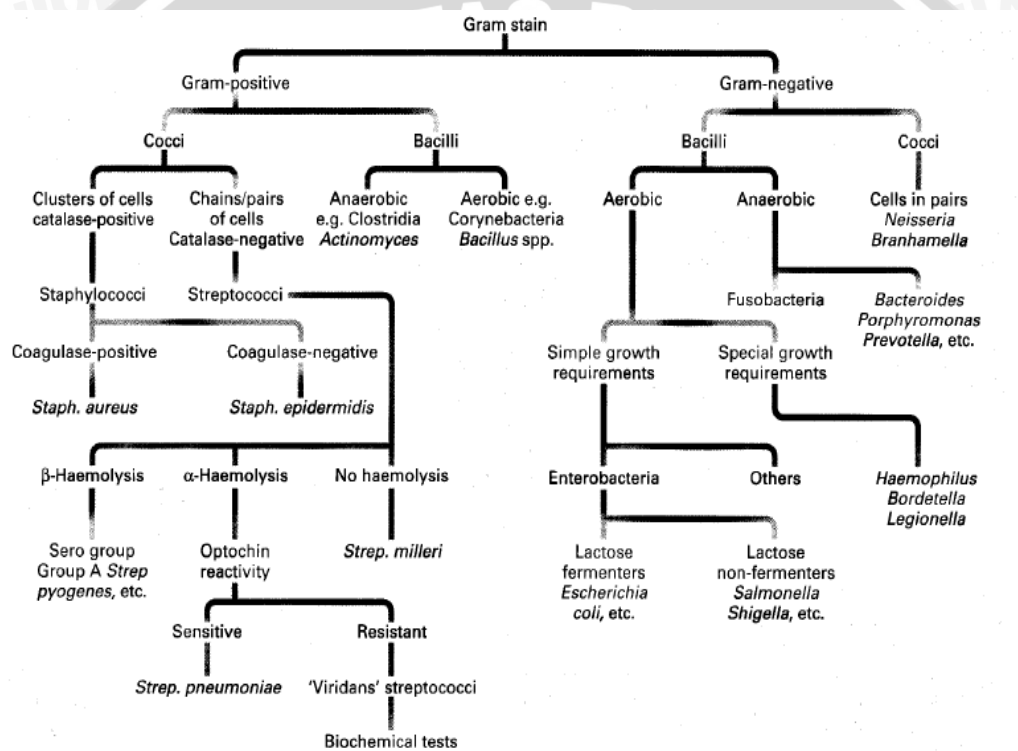 Gram stain
Gram-positive
Gram-negative
Cocci
Bacilli
Bacilli
Cocci
Clusters of cells
catalase-positive
Chains/pairs
of cells
Catalase-negative
Anaerobic
e.g. Clostridia
Actinomyces
Aerobic e.g.
Corynebacteria
Bacillus spp.
Aerobic
Anaerobic
Cells in pairs
Neisseria
Branhamella
Staphylococci
Streptococci
Fusobacteria
Bacteroides
Porphyromonas
Prevotella, etc.
Coagulase-positive
Coagulase-negative
Simple growth
requirements
Special growth
requirements
Staph. aureus
Staph. epidermidis
β-Haemolysis
α-Haemolysis
No haemolysis
Enterobacteria
Others
Haemophilus
Bordetella
Legionella
Sero group
Group A Strep
pyogenes, etc.
Optochin
reactivity
Strep. milleri
Lactose
fermenters
Escherichia
coli, etc.
Lactose
non-fermenters
Salmonella
Shigella, etc.
Sensitive
Resistant
Strep. pneumoniae
'Viridans' streptococci
Biochemical tests